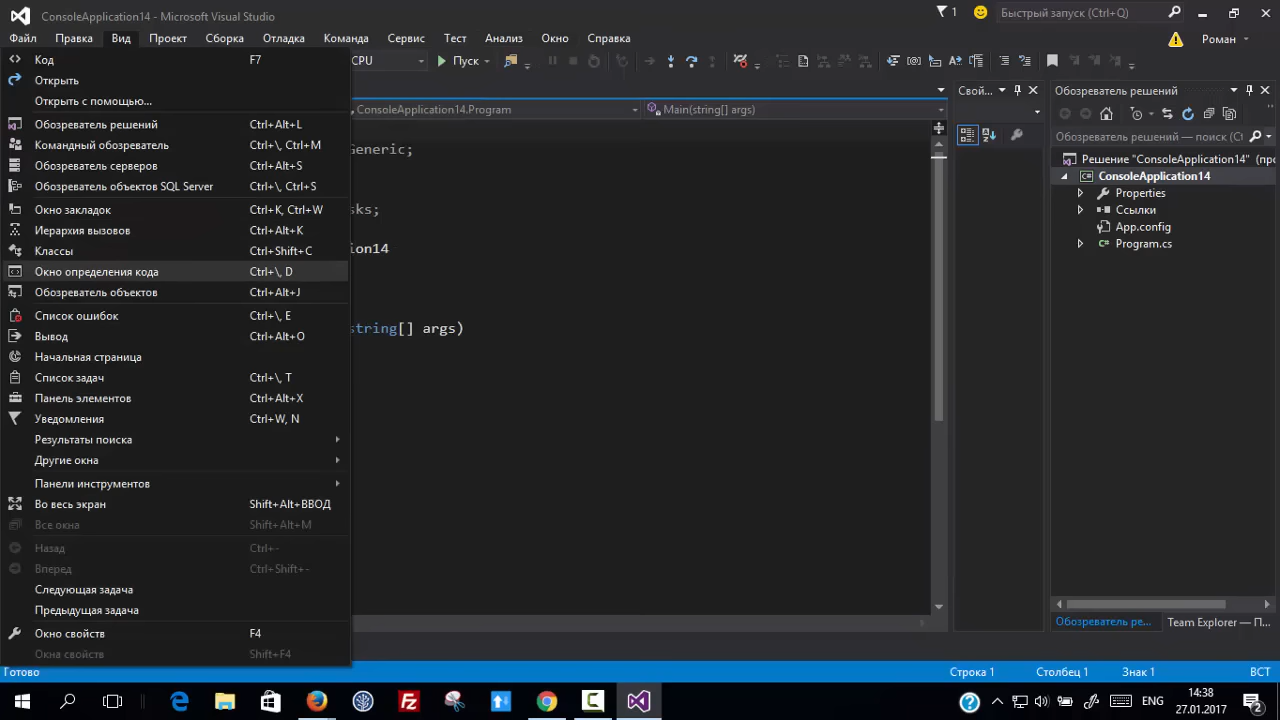 ConsoleApplication14 - Microsoft Visual Studio
1
Быстрый запуск (Ctrl+Q)
Файл Правка Вид Проект Сборка Отладка Команда Сервис Тест Анализ Окно Справка
Роман
CPU Пуск
Код F7
Открыть
Открыть с помощью...
Обозреватель решений Ctrl+Alt+L
Командный обозреватель Ctrl+\, Ctrl+M
Обозреватель серверов Ctrl+Alt+S
Обозреватель объектов SQL Server Ctrl+\, Ctrl+S
Окно закладок Ctrl+K, Ctrl+W
Иерархия вызовов Ctrl+Alt+K
Классы Ctrl+Shift+C
Окно определения кода Ctrl+\, D
Обозреватель объектов Ctrl+Alt+J
Список ошибок Ctrl+\, E
Вывод Ctrl+Alt+O
Начальная страница
Список задач Ctrl+\, T
Панель элементов Ctrl+Alt+X
Уведомления Ctrl+W, N
Результаты поиска
Другие окна
Панели инструментов
Во весь экран Shift+Alt+ВВОД
Все окна Shift+Alt+M
Назад Ctrl+-
Вперед Ctrl+Shift+-
Следующая задача
Предыдущая задача
Окно свойств F4
Окна свойств Shift+F4
ConsoleApplication14.Program Main(string[] args)
Generic;
sks;
ion14
string[] args)
Свой...
Обозреватель решений
Обозреватель решений — поиск (C
Решение "ConsoleApplication14" (про
ConsoleApplication14
Properties
Ссылки
App.config
Program.cs
Обозреватель ре... Team Explorer — П...
Готово Строка 1 Столбец 1 Знак 1 ВСТ
ENG 14:38
27.01.2017
2